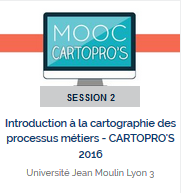 MOOC
CARTOPRO'S
SESSION 2
Introduction à la cartographie des
processus métiers - CARTOPRO'S
2016
Université Jean Moulin Lyon 3